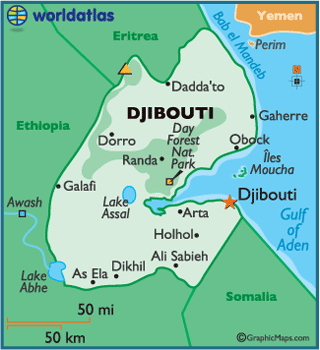 worldatlas
Yemen
Bab el Mandeb
Perim
Eritrea
Dadda'to
DJIBOUTI
Ethiopia
Gaherre
Day
Forest
Nat.
Park
Dorro
Obock
Randa
Îles
Moucha
Galafi
Lake
Assal
Djibouti
Awash
Arta
Gulf
of
Aden
Holhol
Ali Sabieh
Lake
Abhe
As Ela
Dikhil
50 mi
50 km
Somalia
©GraphicMaps.com